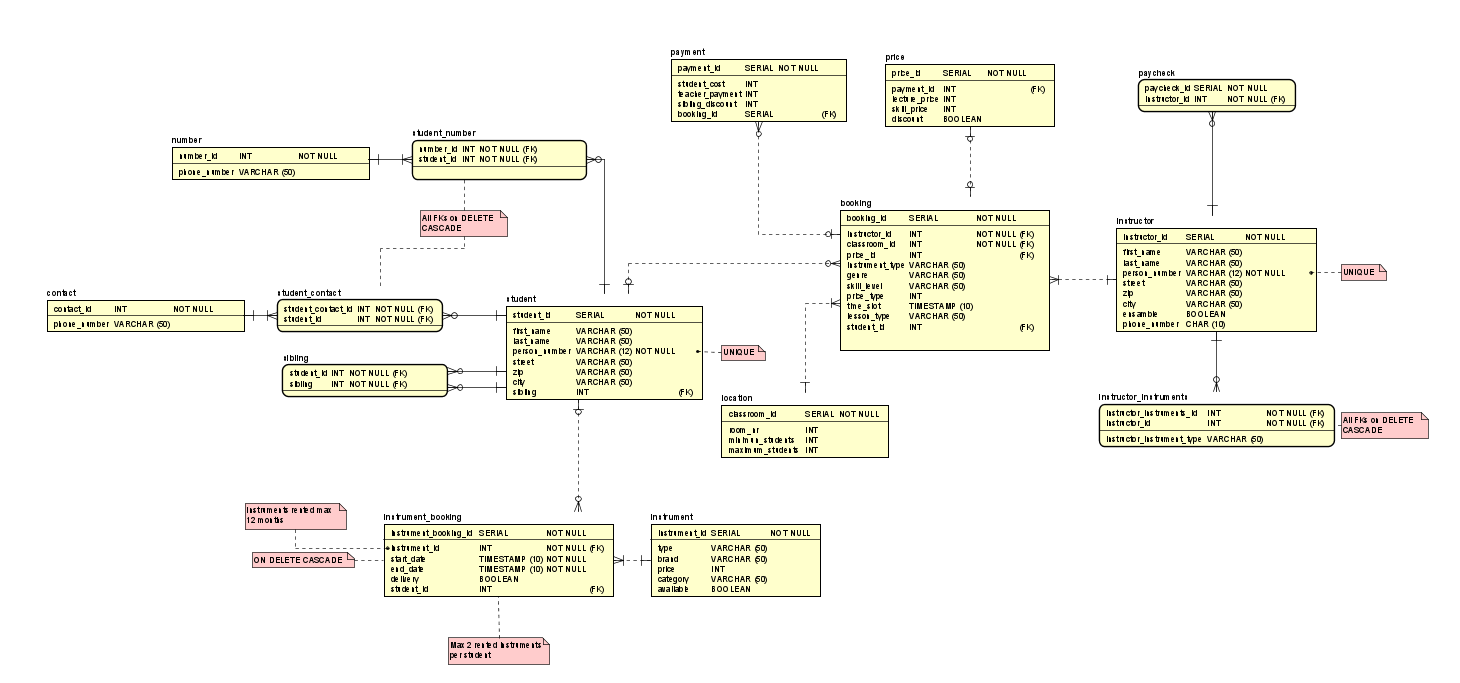 payment
payment_id SERIAL NOT NULL
student_cost INT
teacher_payment INT
sibling_discount INT
booking_id SERIAL (FK)
price
price_id SERIAL NOT NULL
payment_id INT (FK)
lecture_price INT
skill_price INT
discount BOOLEAN
paycheck
paycheck_id SERIAL NOT NULL
instructor_id INT NOT NULL (FK)
number
number_id INT NOT NULL
phone_number VARCHAR (50)
student_number
number_id INT NOT NULL (FK)
student_id INT NOT NULL (FK)
All FKs on DELETE
CASCADE
booking
booking_id SERIAL NOT NULL
instructor_id INT NOT NULL (FK)
classroom_id INT NOT NULL (FK)
price_id INT (FK)
instrument_type VARCHAR (50)
genre VARCHAR (50)
skill_level VARCHAR (50)
price_type INT
time_slot TIMESTAMP (10)
lesson_type VARCHAR (50)
student_id INT (FK)
instructor
instructor_id SERIAL NOT NULL
first_name VARCHAR (50)
last_name VARCHAR (50)
person_number VARCHAR (12) NOT NULL
street VARCHAR (50)
zip VARCHAR (50)
city VARCHAR (50)
ensamble BOOLEAN
phone_number CHAR (10)
UNIQUE
contact
contact_id INT NOT NULL
phone_number VARCHAR (50)
student_contact
student_contact_id INT NOT NULL (FK)
student_id INT NOT NULL (FK)
student
student_id SERIAL NOT NULL
first_name VARCHAR (50)
last_name VARCHAR (50)
person_number VARCHAR (12) NOT NULL
street VARCHAR (50)
zip VARCHAR (50)
city VARCHAR (50)
sibling INT (FK)
UNIQUE
sibling
student_id INT NOT NULL (FK)
sibling INT NOT NULL (FK)
location
classroom_id SERIAL NOT NULL
room_nr INT
minimun_students INT
maximum_students INT
instructor_instruments
instructor_instruments_id INT NOT NULL (FK)
instructor_id INT NOT NULL (FK)
instructor_instrument_type VARCHAR (50)
All FKs on DELETE
CASCADE
Instruments rented max
12 months
ON DELETE CASCADE
instrument_booking
instrument_booking_id SERIAL NOT NULL
instrument_id INT NOT NULL (FK)
start_date TIMESTAMP (10) NOT NULL
end_date TIMESTAMP (10) NOT NULL
delivery BOOLEAN
student_id INT (FK)
instrument
instrument_id SERIAL NOT NULL
type VARCHAR (50)
brand VARCHAR (50)
price INT
category VARCHAR (50)
available BOOLEAN
Max 2 rented instruments
per student